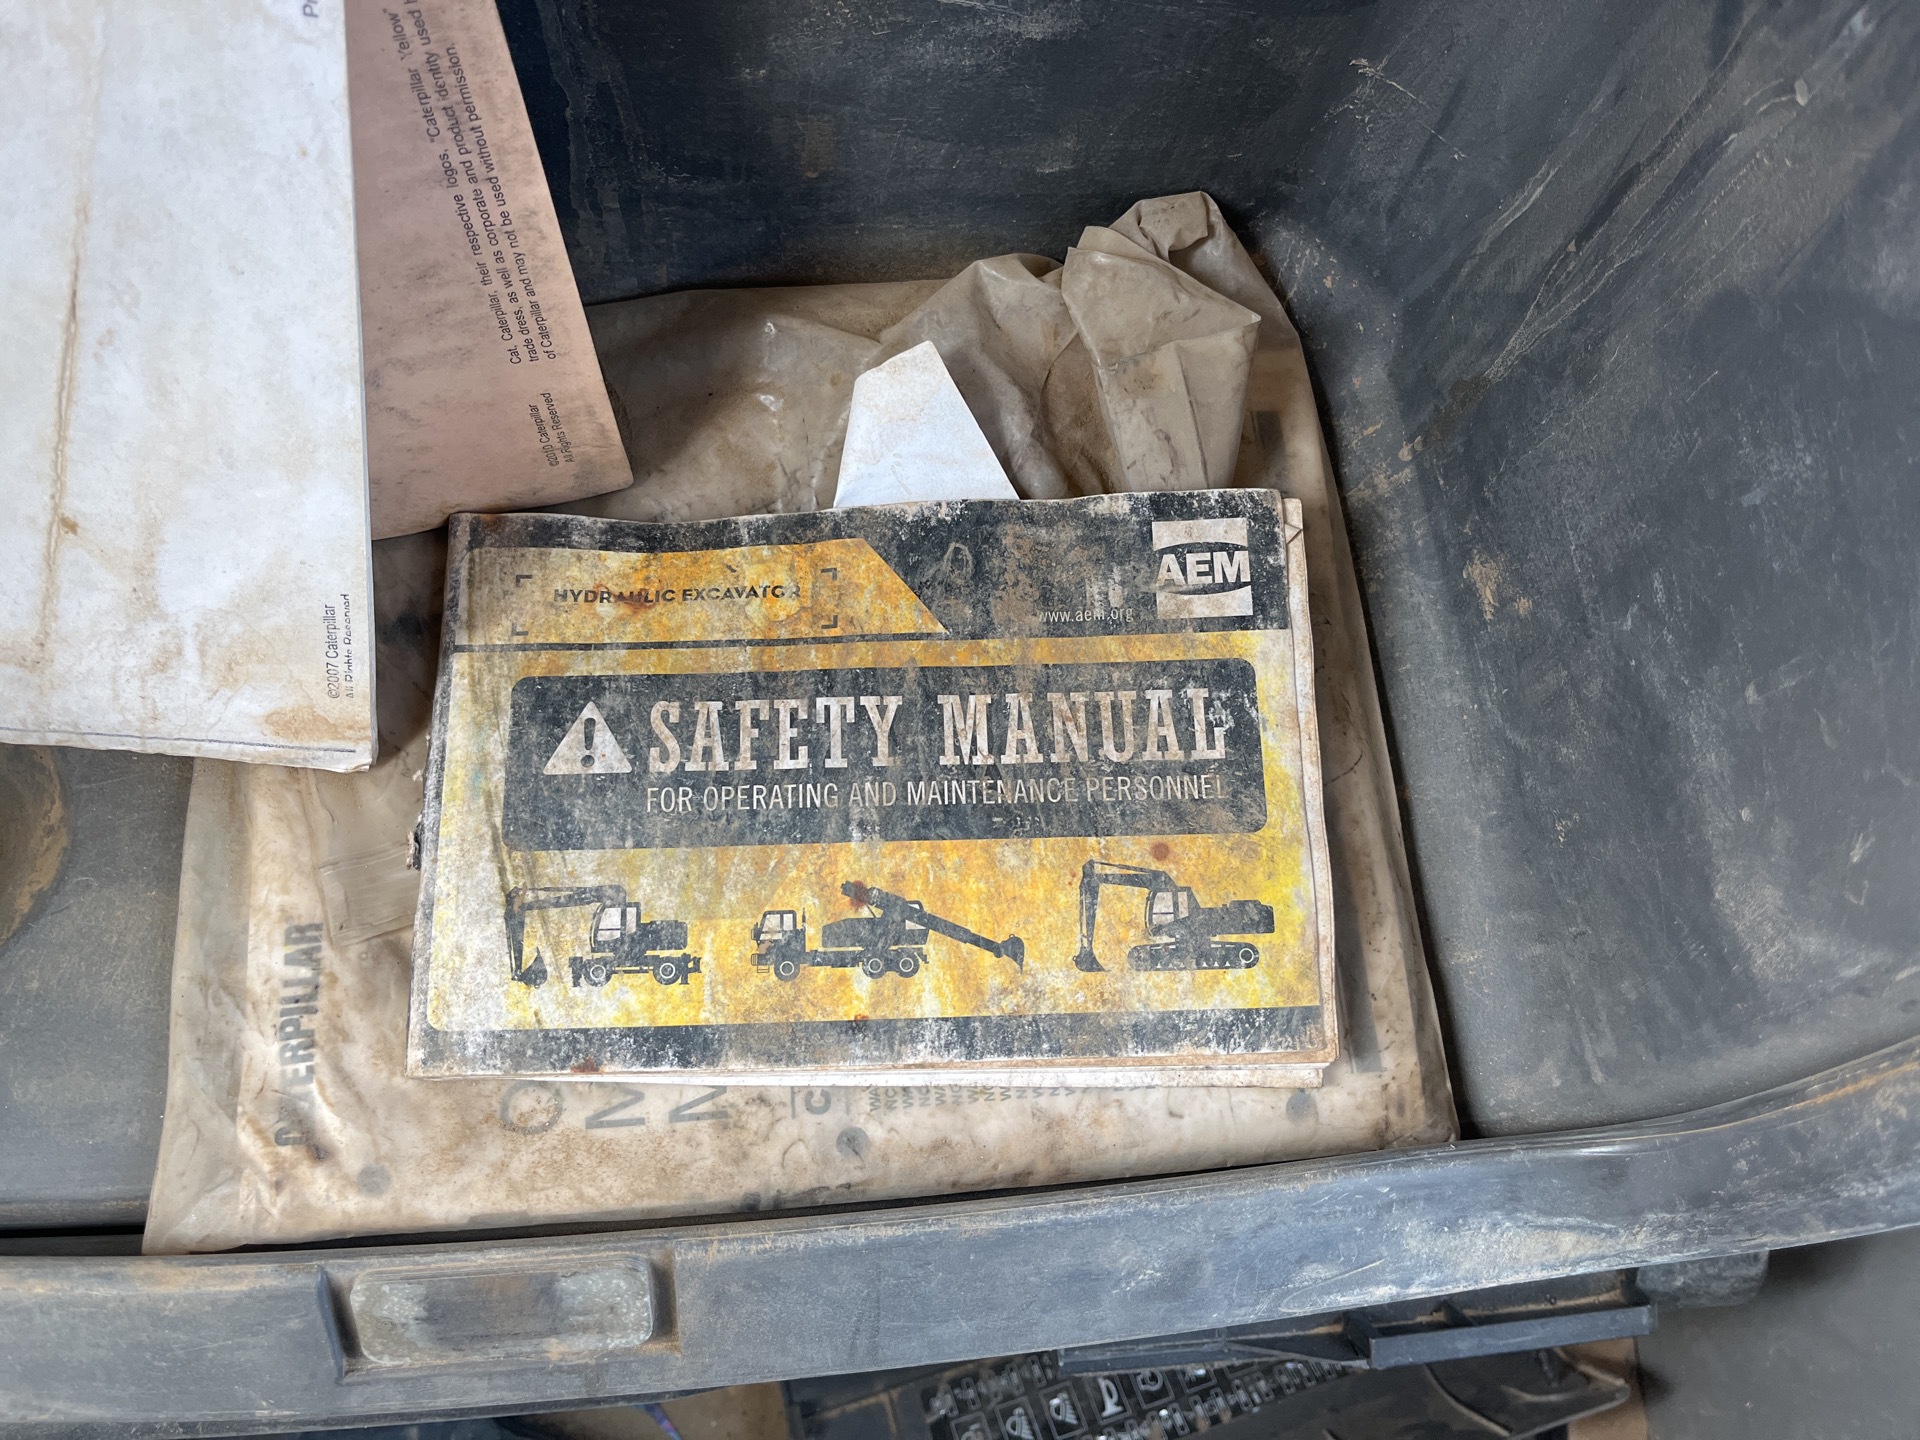 "Caterpillar Yellow"
Cat, Caterpillar, their respective logos, "Caterpillar Yellow"
trade dress, as well as corporate and product identity used
of Caterpillar and may not be used without permission.
©2010 Caterpillar
All Rights Reserved
©2007 Caterpillar
All Rights Reserved
HYDRAULIC EXCAVATOR
www.aem.org
AEM
SAFETY MANUAL
FOR OPERATING AND MAINTENANCE PERSONNEL
CATERPILLAR